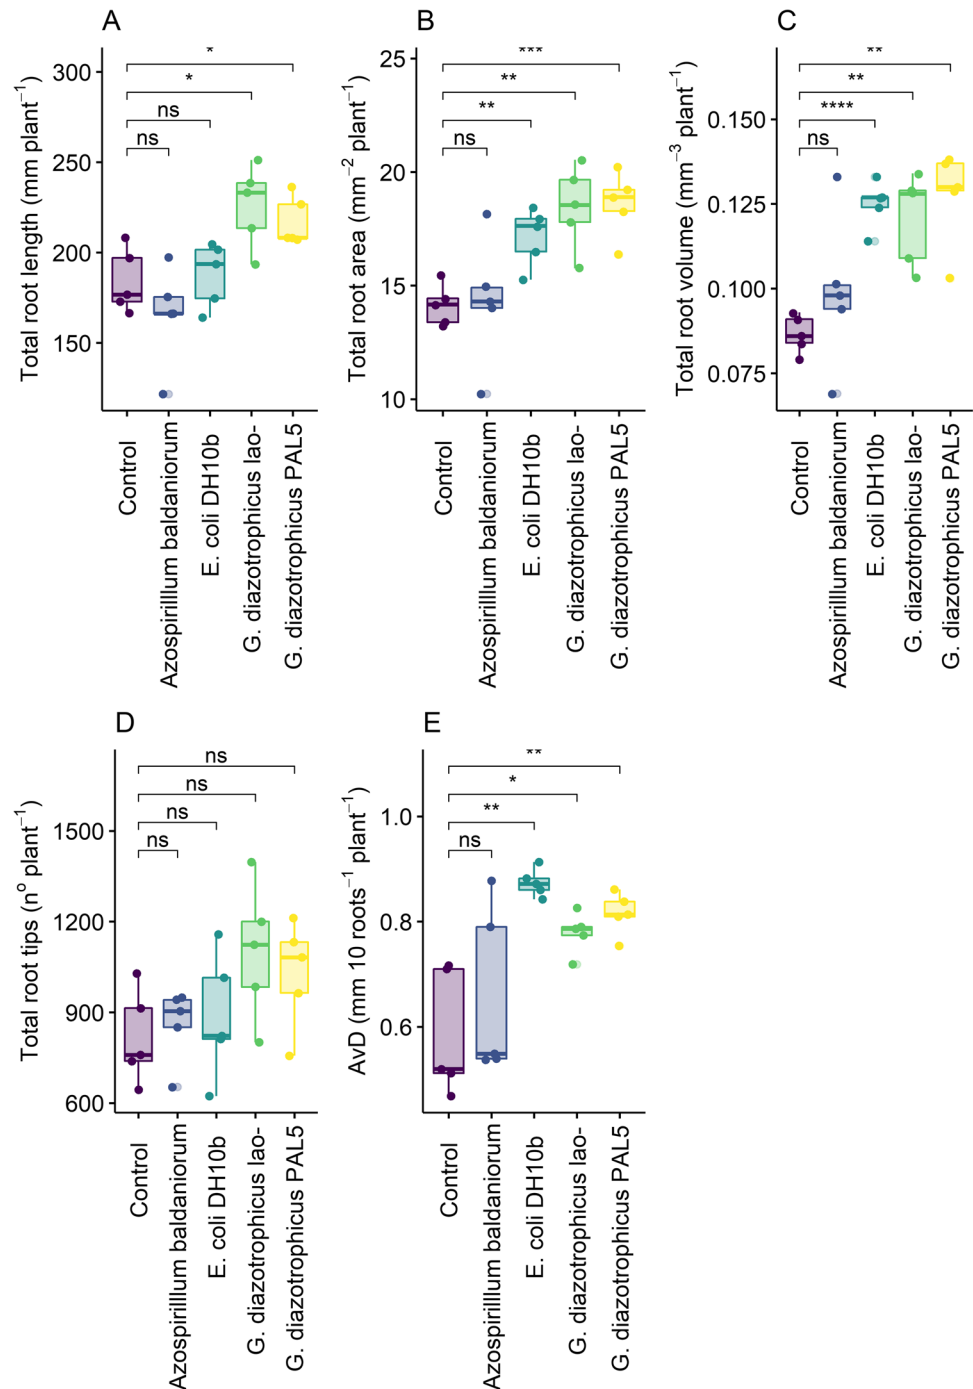 A
Total root length (mm plant−1)
300
250
200
150
*
*
ns
ns
Control
Azospirilllum baldaniorum
E. coli DH10b
G. diazotrophicus lao-
G. diazotrophicus PAL5
B
Total root area (mm−2 plant−1)
25
20
15
10
***
**
**
ns
Control
Azospirilllum baldaniorum
E. coli DH10b
G. diazotrophicus lao-
G. diazotrophicus PAL5
C
Total root volume (mm−3 plant−1)
0.150
0.125
0.100
0.075
**
**
****
ns
Control
Azospirilllum baldaniorum
E. coli DH10b
G. diazotrophicus lao-
G. diazotrophicus PAL5
D
Total root tips (nº plant−1)
1500
1200
900
600
ns
ns
ns
ns
Control
Azospirilllum baldaniorum
E. coli DH10b
G. diazotrophicus lao-
G. diazotrophicus PAL5
E
AvD (mm 10 roots−1 plant−1)
1.0
0.8
0.6
**
*
**
ns
Control
Azospirilllum baldaniorum
E. coli DH10b
G. diazotrophicus lao-
G. diazotrophicus PAL5